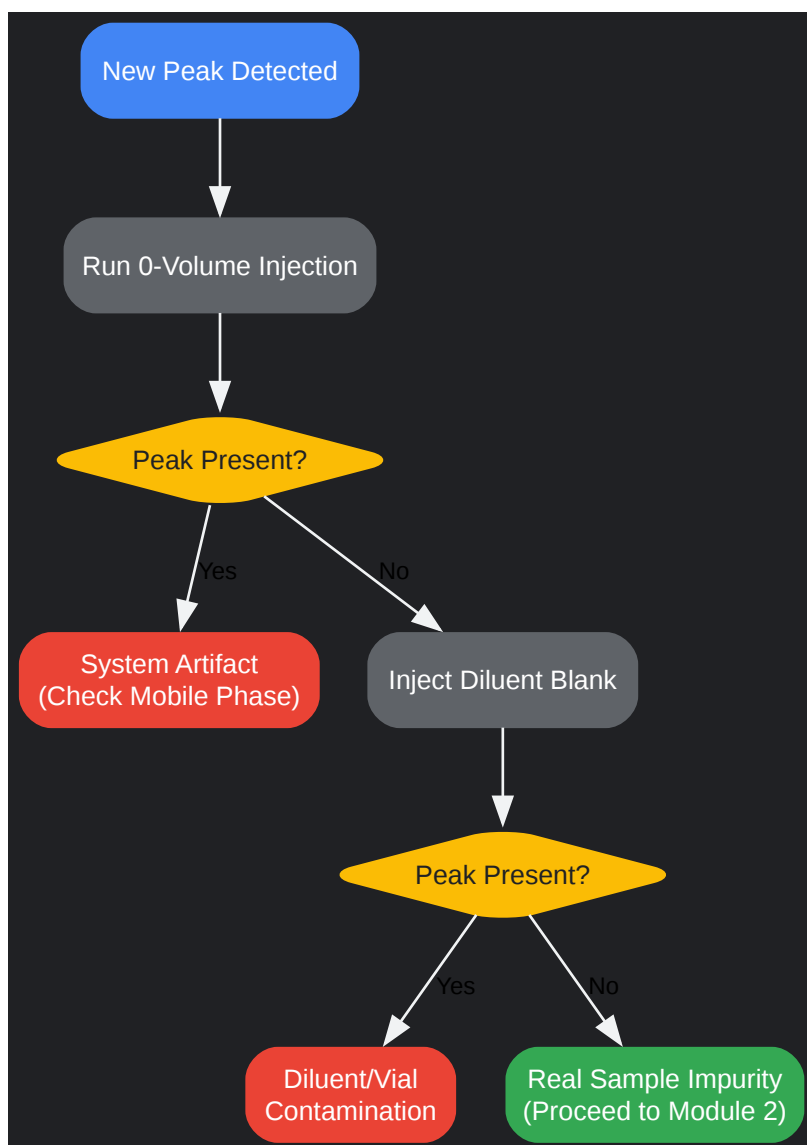 New Peak Detected
Run 0-Volume Injection
Peak Present?
Yes
No
System Artifact
(Check Mobile Phase)
Inject Diluent Blank
Peak Present?
Yes
No
Diluent/Vial
Contamination
Real Sample Impurity
(Proceed to Module 2)